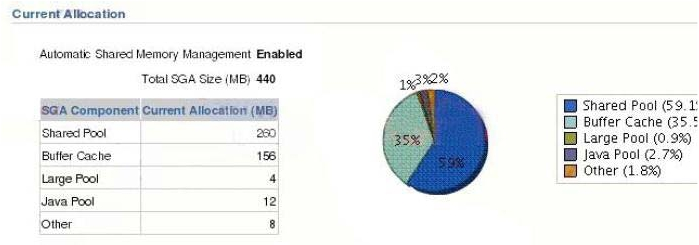 Current Allocation
Automatic Shared Memory Management Enabled
Total SGA Size (MB) 440
SGA Component Current Allocation (MB)
Shared Pool 260
Buffer Cache 156
Large Pool 4
Java Pool 12
Other 8
1% 3% 2%
35%
59%
Shared Pool (59.1
Buffer Cache (35.5
Large Pool (0.9%)
Java Pool (2.7%)
Other (1.8%)